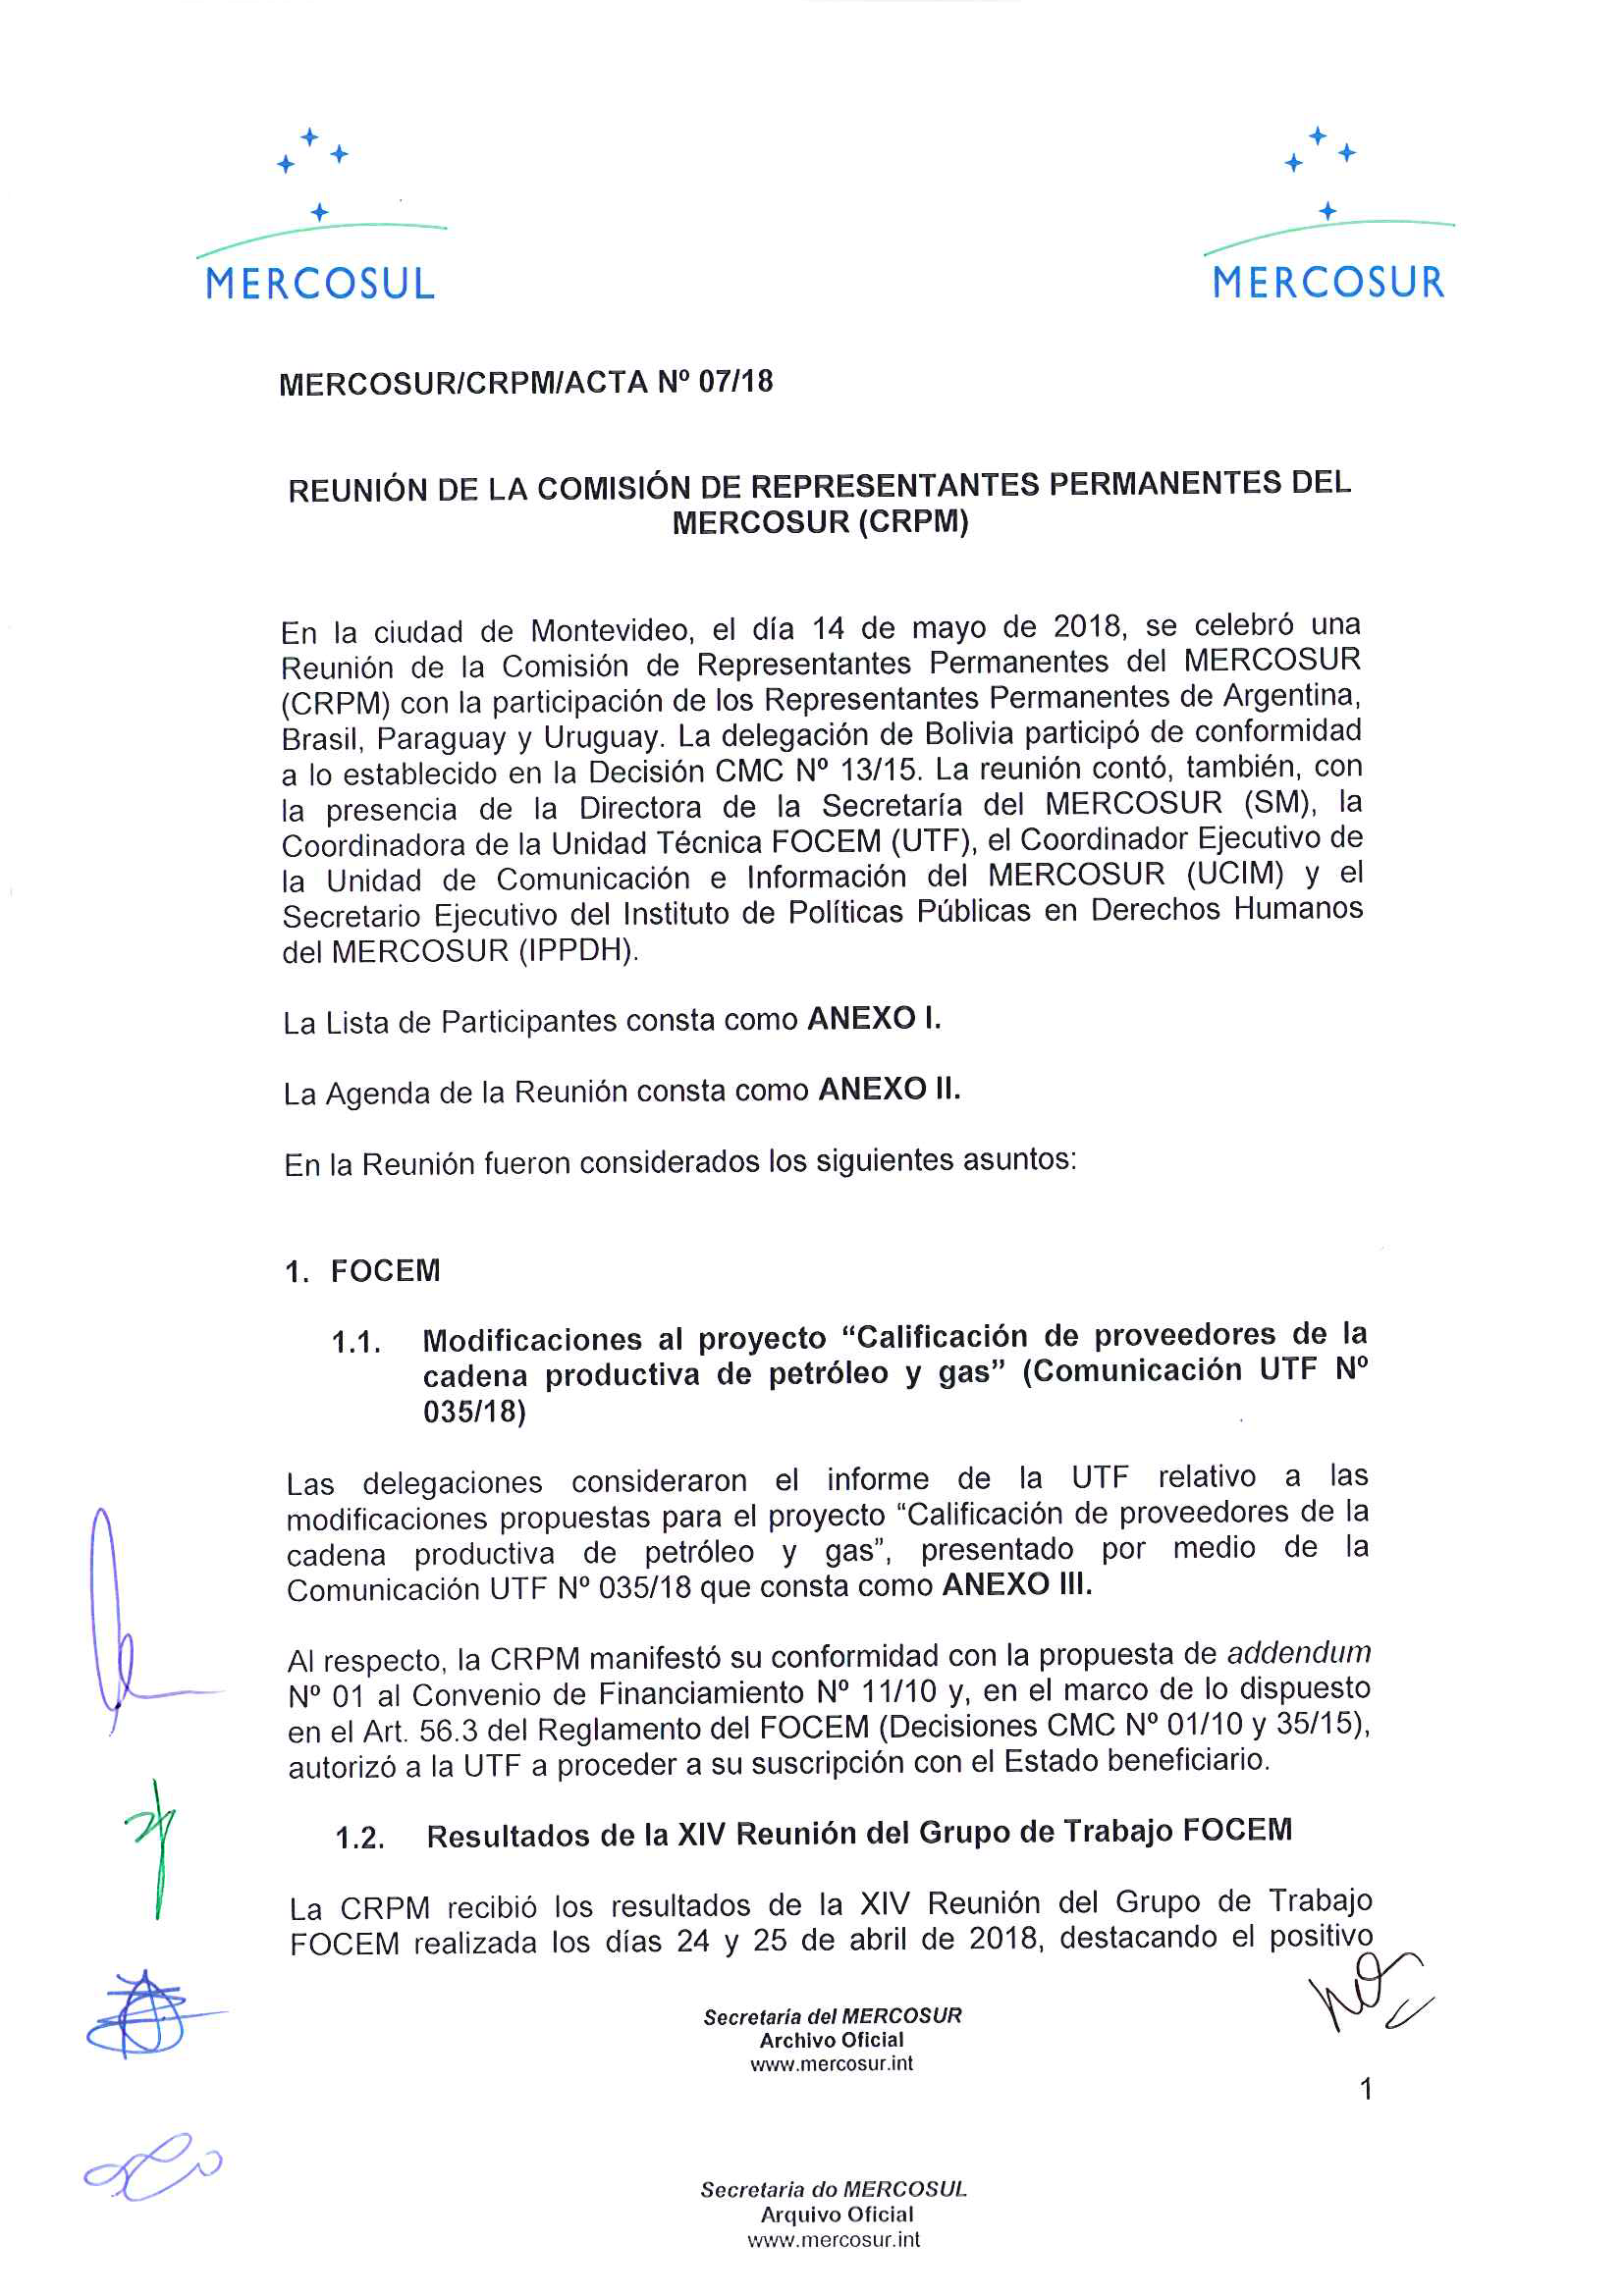 MERCOSUL
MERCOSUR
MERCOSUR/CRPM/ACTA Nº 07/18
REUNIÓN DE LA COMISIÓN DE REPRESENTANTES PERMANENTES DEL
MERCOSUR (CRPM)
En la ciudad de Montevideo, el día 14 de mayo de 2018, se celebró una
Reunión de la Comisión de Representantes Permanentes del MERCOSUR
(CRPM) con la participación de los Representantes Permanentes de Argentina,
Brasil, Paraguay y Uruguay. La delegación de Bolivia participó de conformidad
a lo establecido en la Decisión CMC Nº 13/15. La reunión contó, también, con
la presencia de la Directora de la Secretaría del MERCOSUR (SM), la
Coordinadora de la Unidad Técnica FOCEM (UTF), el Coordinador Ejecutivo de
la Unidad de Comunicación e Información del MERCOSUR (UCIM) y el
Secretario Ejecutivo del Instituto de Políticas Públicas en Derechos Humanos
del MERCOSUR (IPPDH).
La Lista de Participantes consta como ANEXO I.
La Agenda de la Reunión consta como ANEXO II.
En la Reunión fueron considerados los siguientes asuntos:
1. FOCEM
1.1. Modificaciones al proyecto “Calificación de proveedores de la
cadena productiva de petróleo y gas” (Comunicación UTF Nº
035/18)
Las delegaciones consideraron el informe de la UTF relativo a las
modificaciones propuestas para el proyecto “Calificación de proveedores de la
cadena productiva de petróleo y gas”, presentado por medio de la
Comunicación UTF Nº 035/18 que consta como ANEXO III.
Al respecto, la CRPM manifestó su conformidad con la propuesta de addendum
Nº 01 al Convenio de Financiamiento Nº 11/10 y, en el marco de lo dispuesto
en el Art. 56.3 del Reglamento del FOCEM (Decisiones CMC Nº 01/10 y 35/15),
autorizó a la UTF a proceder a su suscripción con el Estado beneficiario.
1.2. Resultados de la XIV Reunión del Grupo de Trabajo FOCEM
La CRPM recibió los resultados de la XIV Reunión del Grupo de Trabajo
FOCEM realizada los días 24 y 25 de abril de 2018, destacando el positivo
Secretaría del MERCOSUR
Archivo Oficial
www.mercosur.int
1
Secretaria do MERCOSUL
Arquivo Oficial
www.mercosur.int